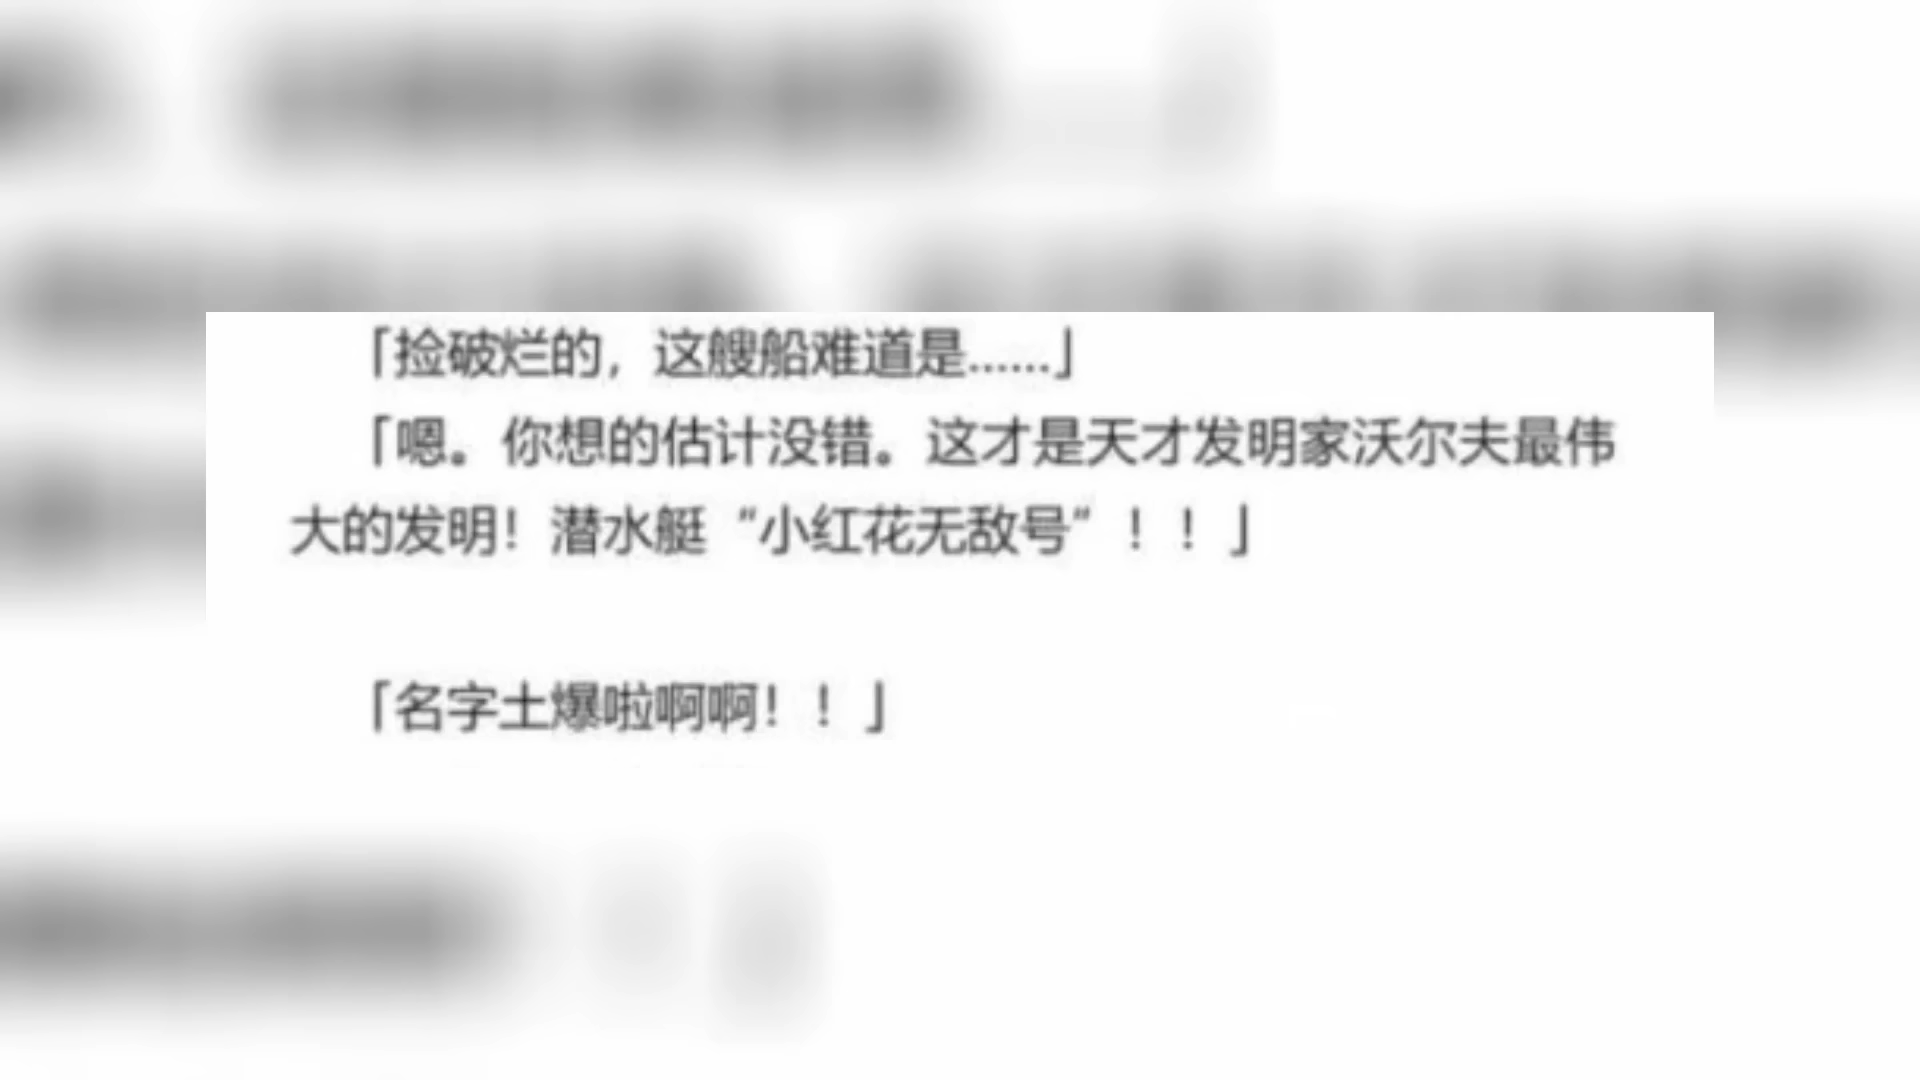 「捡破烂的，这艘船难道是……」
「嗯。你想的估计没错。这才是天才发明家沃尔夫最伟
大的发明！潜水艇“小红花无敌号”！！」
「名字土爆啦啊啊！！」